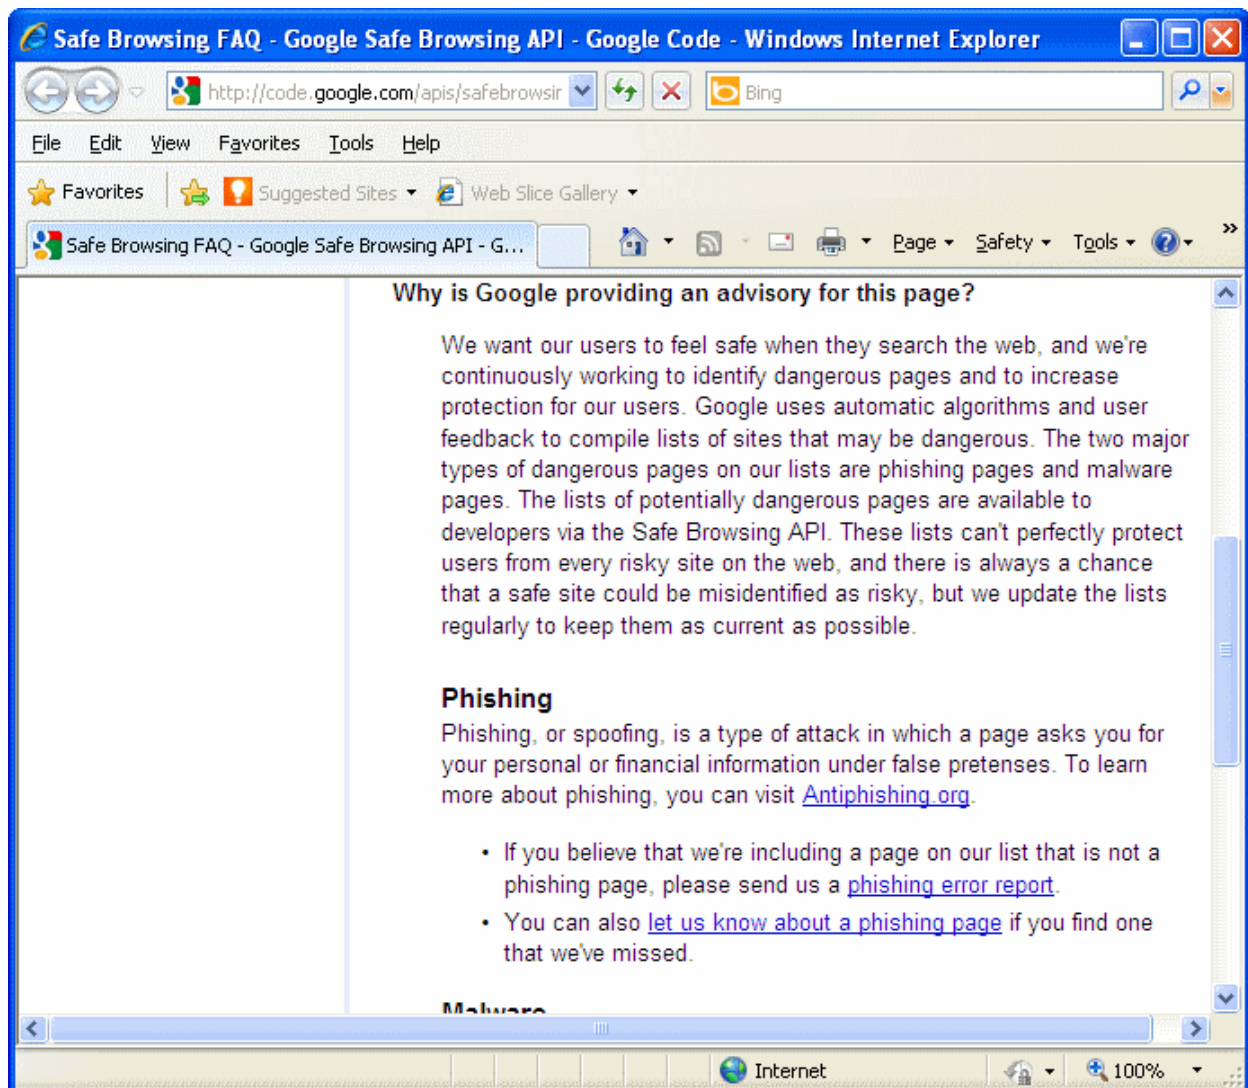 Safe Browsing FAQ - Google Safe Browsing API - Google Code - Windows Internet Explorer
http://code.google.com/apis/safebrowsir
Bing
File Edit View Favorites Tools Help
Favorites Suggested Sites Web Slice Gallery
Safe Browsing FAQ - Google Safe Browsing API - G... Page Safety Tools »
Why is Google providing an advisory for this page?
We want our users to feel safe when they search the web, and we're
continuously working to identify dangerous pages and to increase
protection for our users. Google uses automatic algorithms and user
feedback to compile lists of sites that may be dangerous. The two major
types of dangerous pages on our lists are phishing pages and malware
pages. The lists of potentially dangerous pages are available to
developers via the Safe Browsing API. These lists can't perfectly protect
users from every risky site on the web, and there is always a chance
that a safe site could be misidentified as risky, but we update the lists
regularly to keep them as current as possible.
Phishing
Phishing, or spoofing, is a type of attack in which a page asks you for
your personal or financial information under false pretenses. To learn
more about phishing, you can visit Antiphishing.org.
• If you believe that we're including a page on our list that is not a
phishing page, please send us a phishing error report.
• You can also let us know about a phishing page if you find one
that we've missed.
Malware
Internet 100%